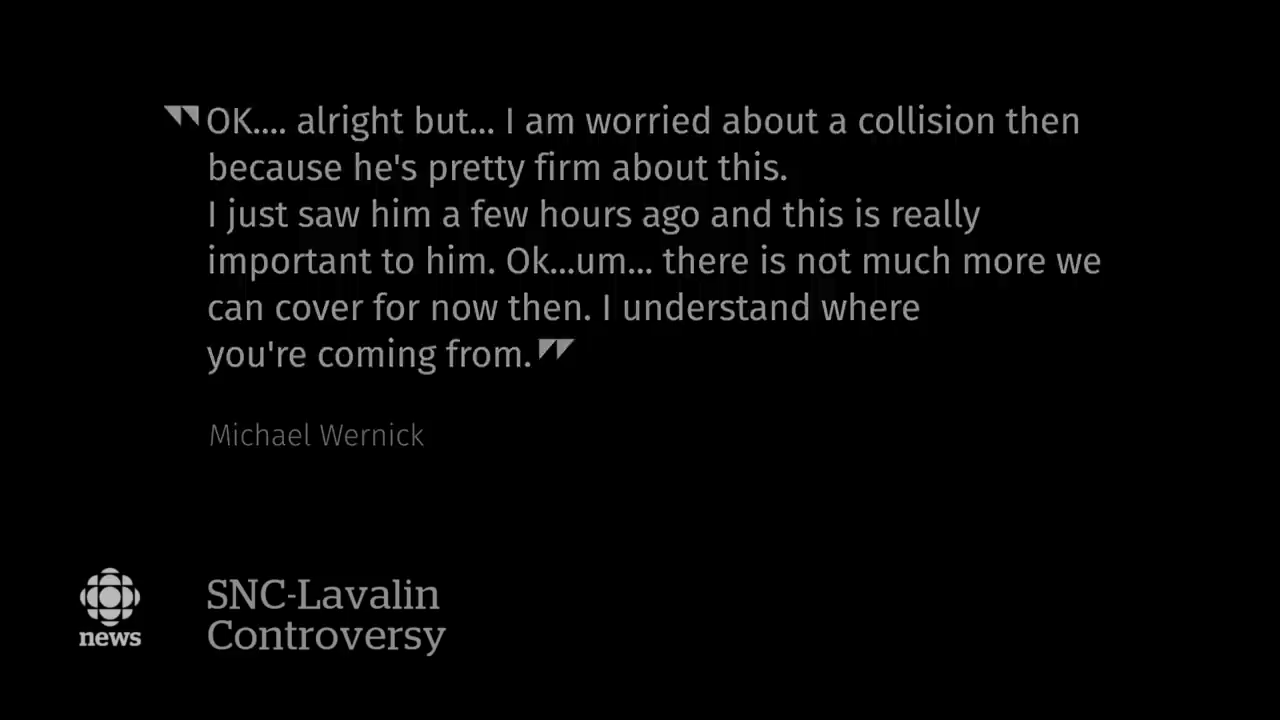 "OK.... alright but... I am worried about a collision then
because he's pretty firm about this.
I just saw him a few hours ago and this is really
important to him. Ok...um... there is not much more we
can cover for now then. I understand where
you're coming from."
Michael Wernick
SNC-Lavalin
Controversy
news